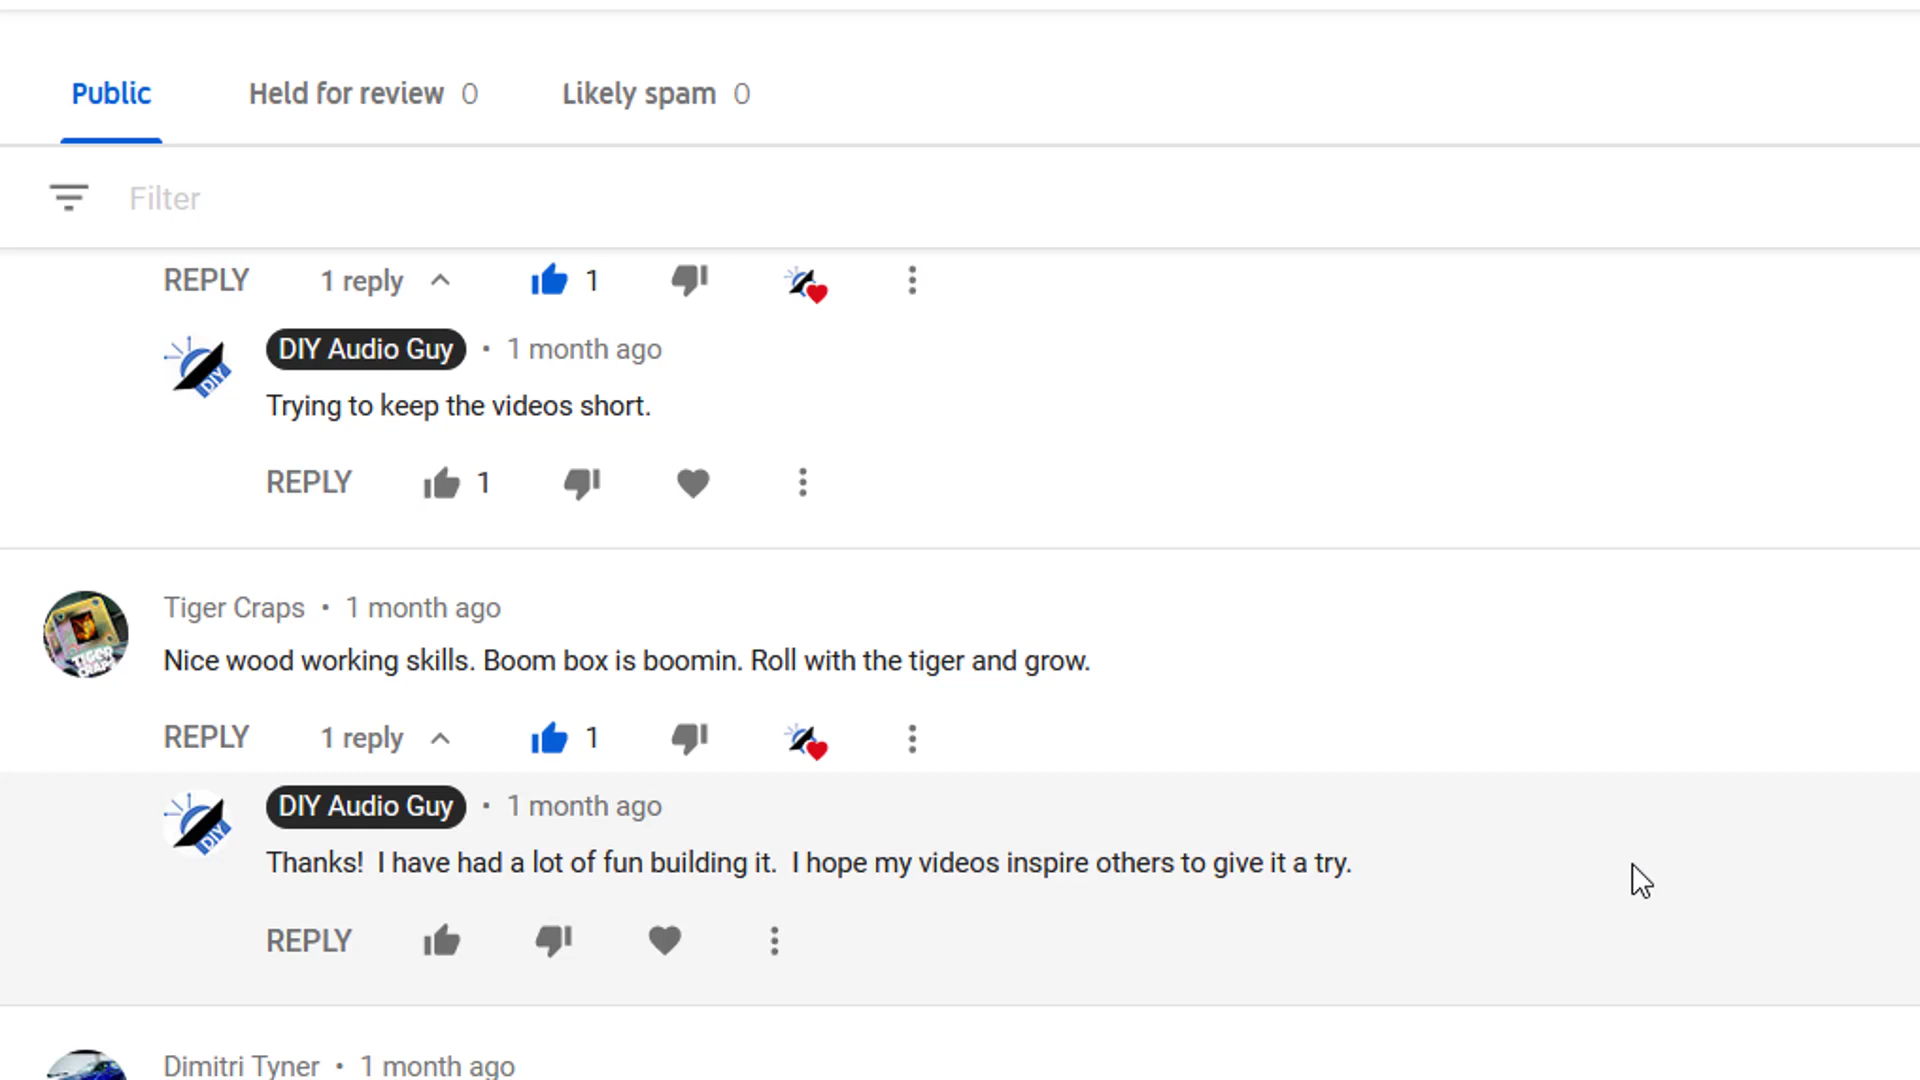 Public Held for review 0 Likely spam 0
Filter
REPLY 1 reply 1
DIY Audio Guy • 1 month ago
DIY
Trying to keep the videos short.
REPLY 1
Tiger Craps • 1 month ago
TIGER
CRAPS
Nice wood working skills. Boom box is boomin. Roll with the tiger and grow.
REPLY 1 reply 1
DIY Audio Guy • 1 month ago
DIY
Thanks!  I have had a lot of fun building it.  I hope my videos inspire others to give it a try.
REPLY
Dimitri Tyner • 1 month ago